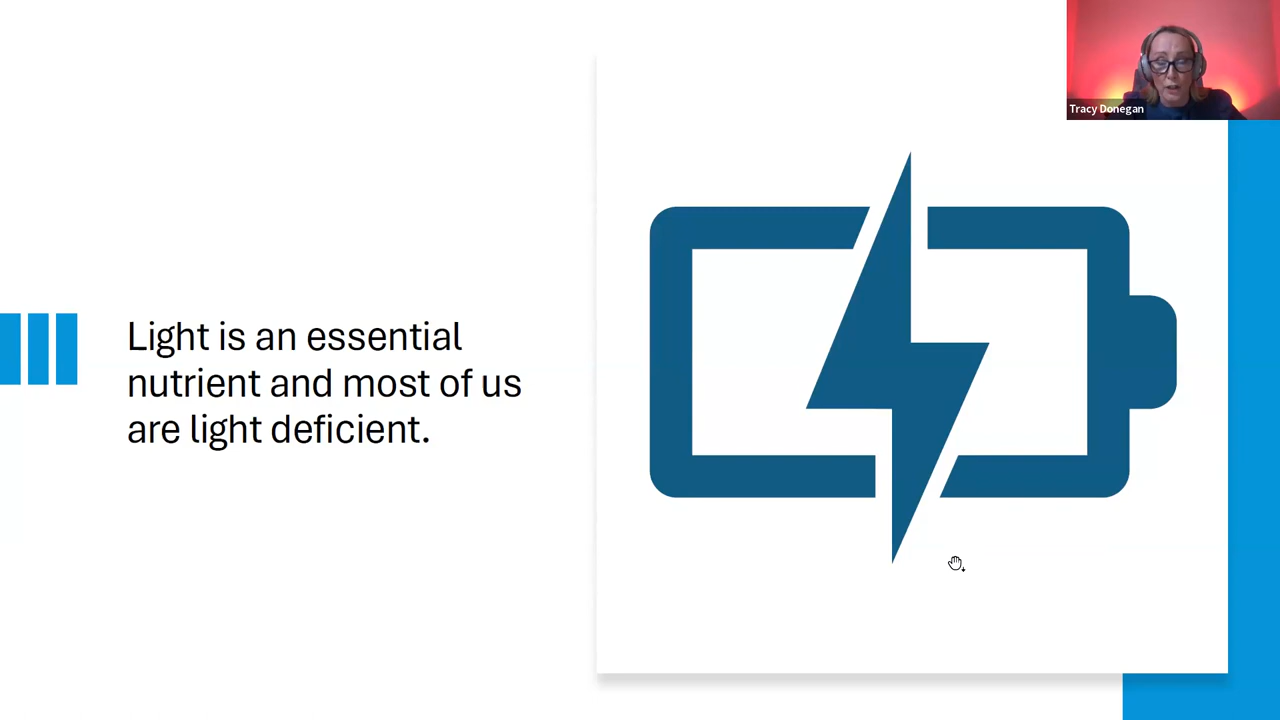 Tracy Donegan
Light is an essential
nutrient and most of us
are light deficient.